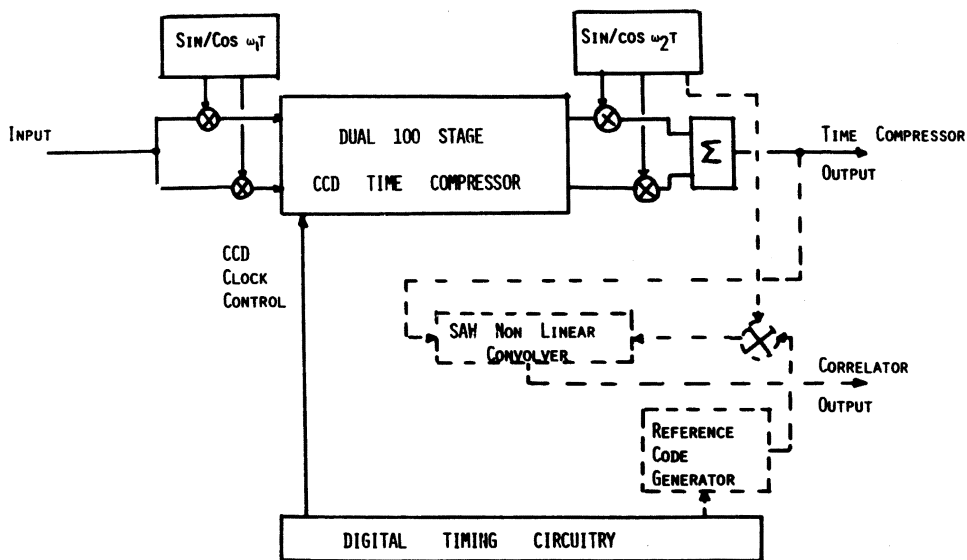 SIN/COS ω₁T
SIN/COS ω₂T
INPUT
DUAL 100 STAGE
CCD TIME COMPRESSOR
Σ
TIME COMPRESSOR
OUTPUT
CCD
CLOCK
CONTROL
SAW NON LINEAR
CONVOLVER
CORRELATOR
OUTPUT
REFERENCE
CODE
GENERATOR
DIGITAL TIMING CIRCUITRY